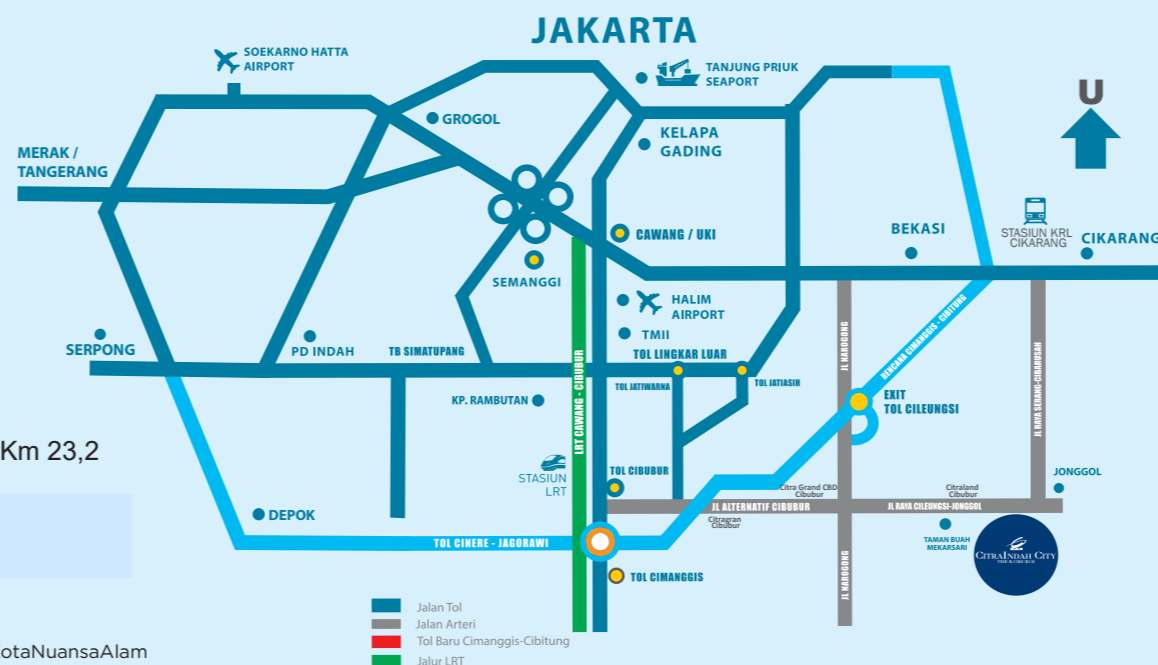 JAKARTA
SOEKARNO HATTA
AIRPORT
TANJUNG PRIUK
SEAPORT
U
GROGOL
KELAPA
GADING
MERAK /
TANGERANG
CAWANG / UKI
BEKASI
STASIUN KRL
CIKARANG
CIKARANG
SEMANGGI
HALIM
AIRPORT
TMII
SERPONG
PD INDAH
TB SIMATUPANG
TOL LINGKAR LUAR
TOL JATIWARNA
TOL JATIASIH
LRT CAWANG - CIBUBUR
JL NAROGONG
BENCANA CIMANGGIS - CIBITUNG
JL RAYA SERANG-CIBARUSAH
KP. RAMBUTAN
EXIT
TOL CILEUNGSI
Km 23,2
STASIUN
LRT
TOL CIBUBUR
JONGGOL
Citra Grand CBD
Cibubur
Citraland
Cibubur
JL ALTERNATIF CIBUBUR
JL RAYA CILEUNGSI-JONGGOL
Citragran
Cibubur
DEPOK
TAMAN BUAH
MEKARSARI
CITRAINDAH CITY
TIMUR CIBUBUR
TOL CINERE - JAGORAWI
TOL CIMANGGIS
JL NAROGONG
Jalan Tol
Jalan Arteri
Tol Baru Cimanggis-Cibitung
Jalur LRT
otaNuansaAlam